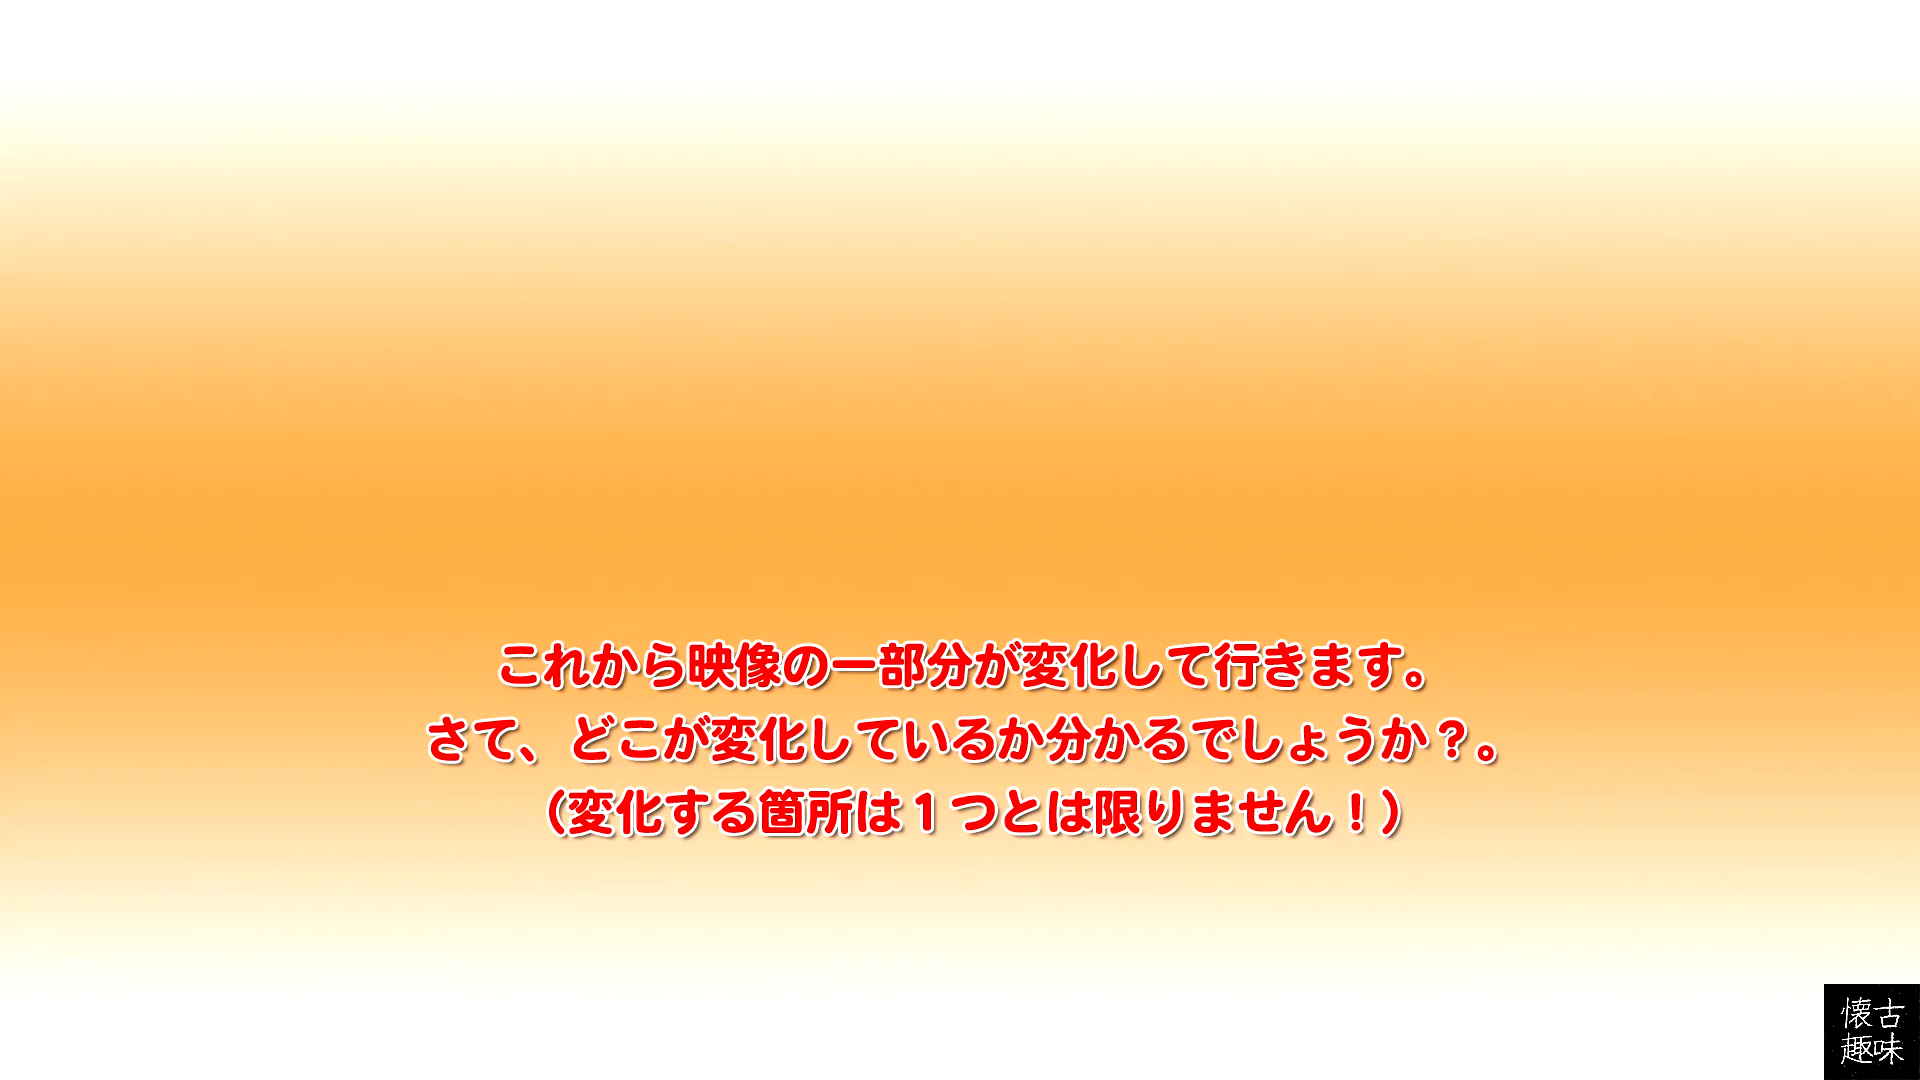 これから映像の一部分が変化して行きます。
さて、どこが変化しているか分かるでしょうか？。
（変化する箇所は１つとは限りません！）
懐古
趣味